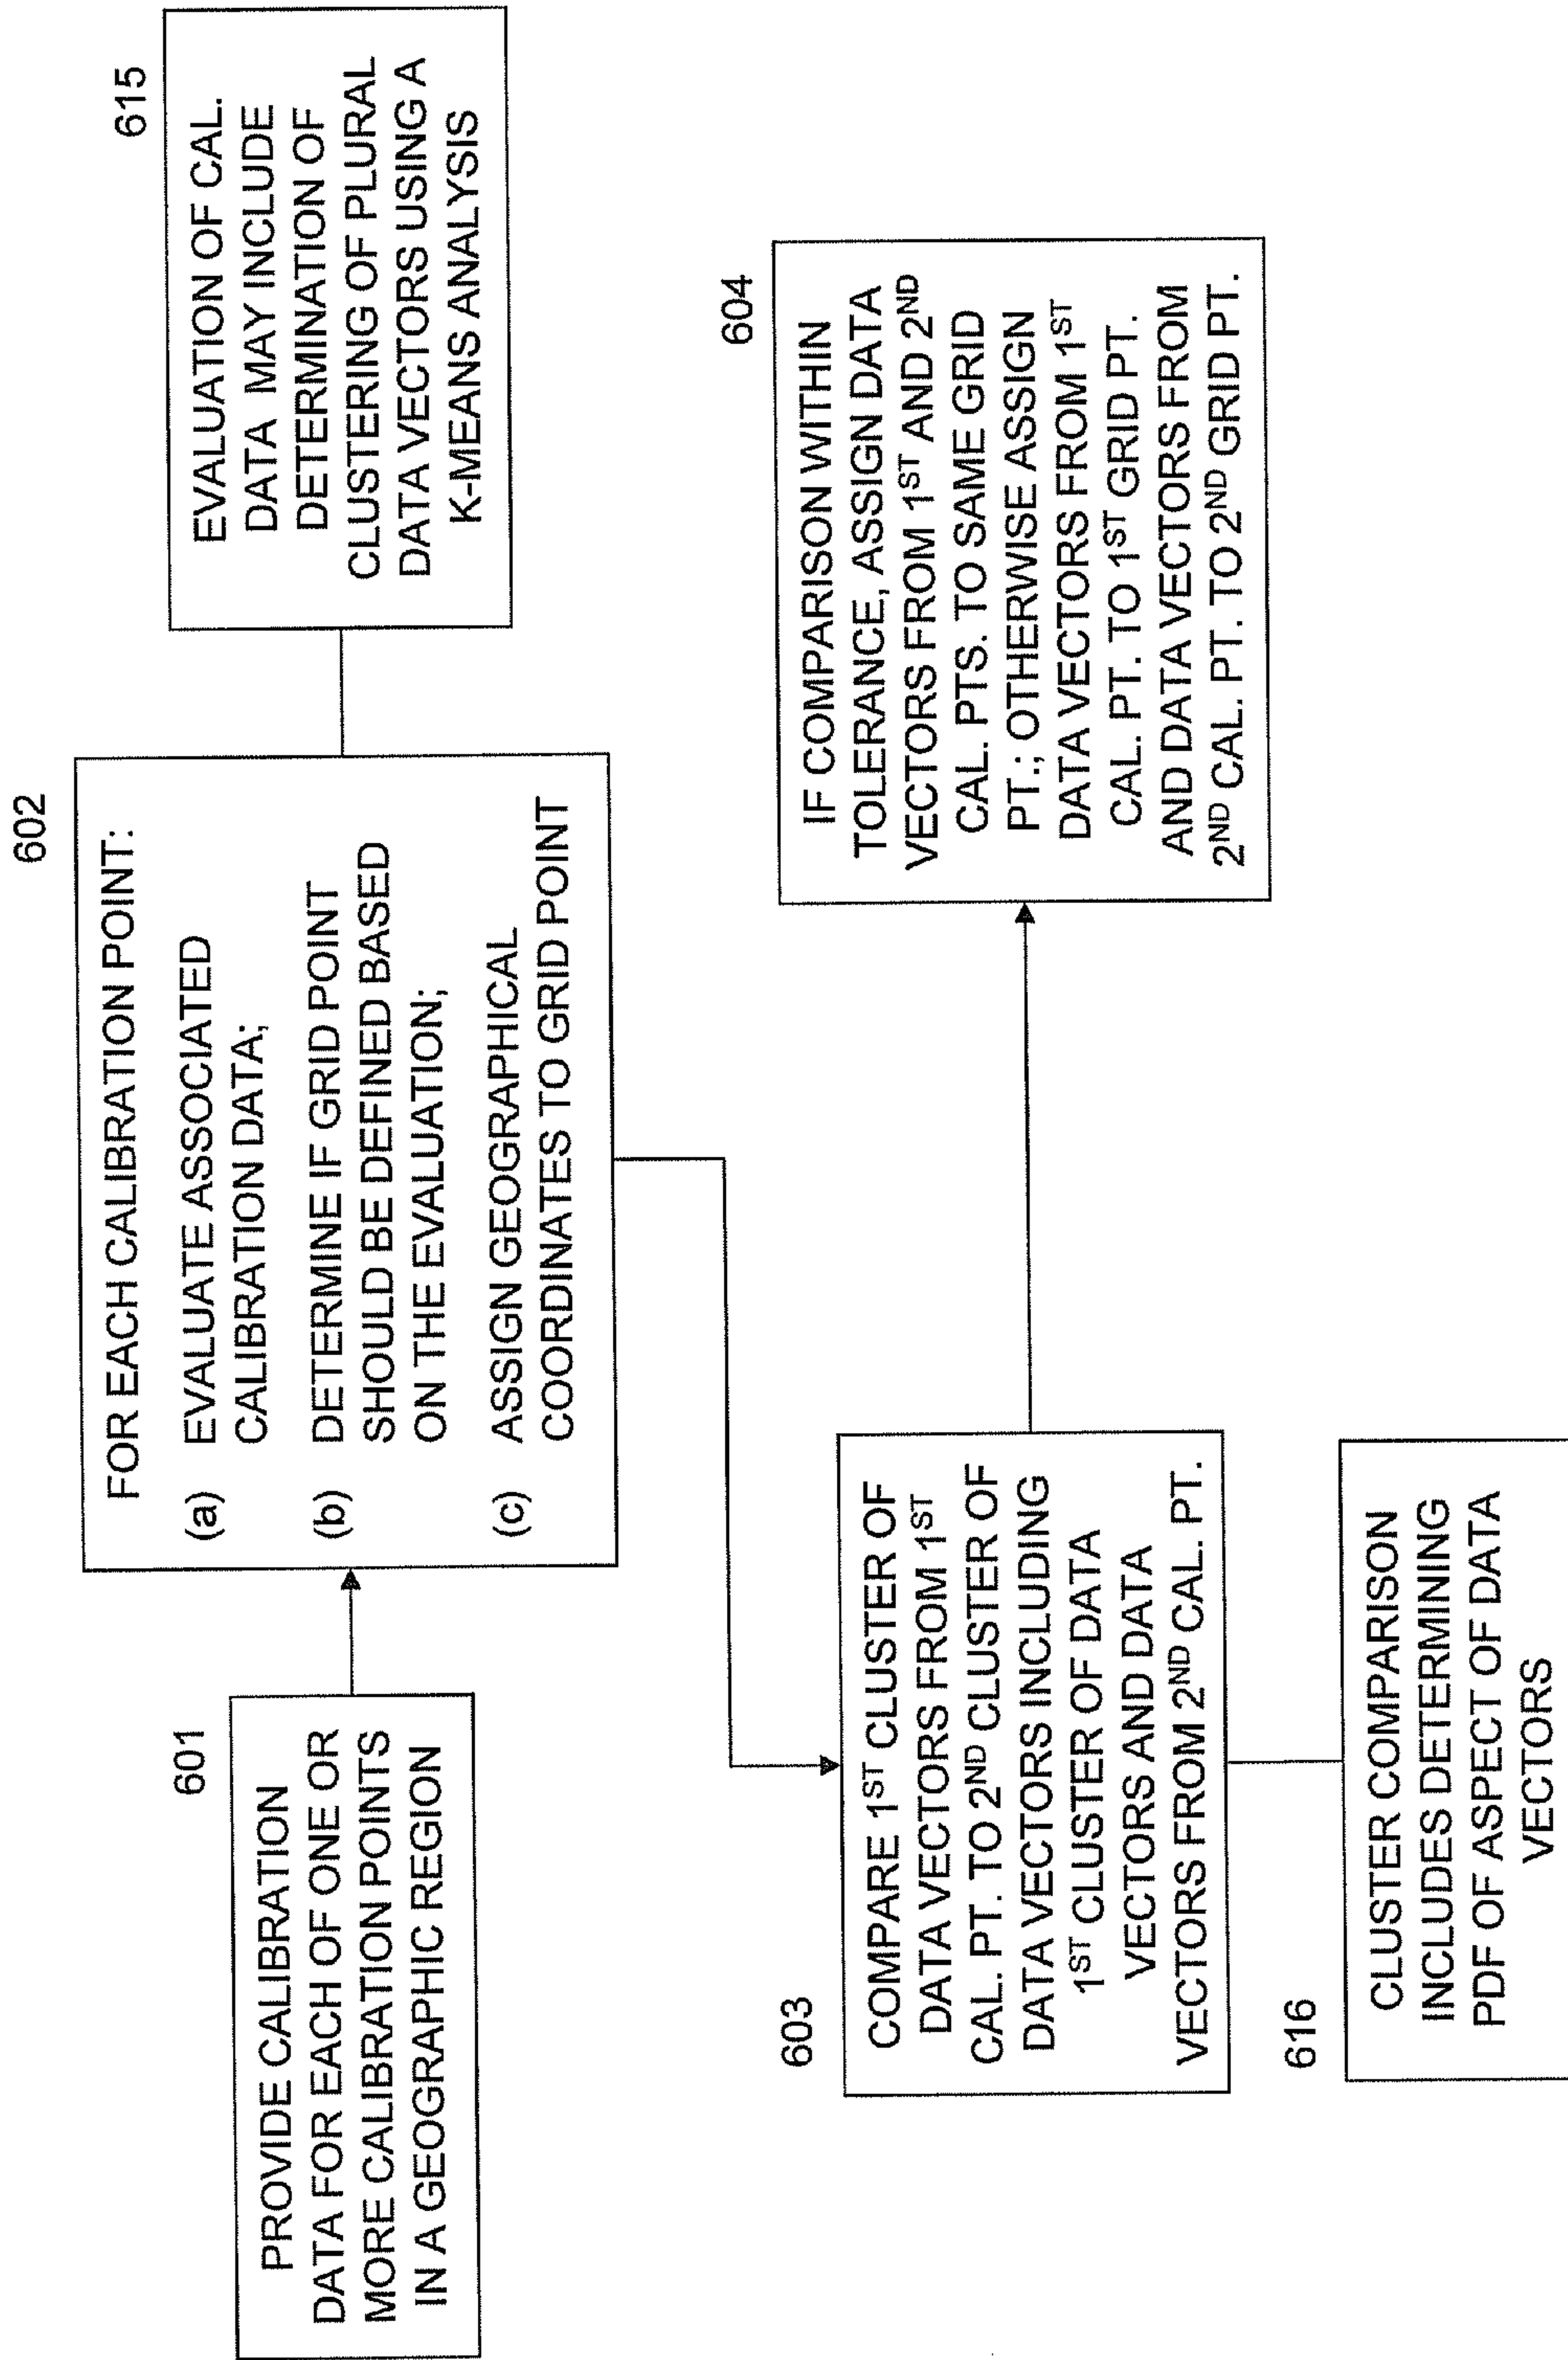 601
PROVIDE CALIBRATION
DATA FOR EACH OF ONE OR
MORE CALIBRATION POINTS
IN A GEOGRAPHIC REGION
602
FOR EACH CALIBRATION POINT:
(a) EVALUATE ASSOCIATED
CALIBRATION DATA;
(b) DETERMINE IF GRID POINT
SHOULD BE DEFINED BASED
ON THE EVALUATION;
(c) ASSIGN GEOGRAPHICAL
COORDINATES TO GRID POINT
615
EVALUATION OF CAL.
DATA MAY INCLUDE
DETERMINATION OF
CLUSTERING OF PLURAL
DATA VECTORS USING A
K-MEANS ANALYSIS
603
COMPARE 1ST CLUSTER OF
DATA VECTORS FROM 1ST
CAL. PT. TO 2ND CLUSTER OF
DATA VECTORS INCLUDING
1ST CLUSTER OF DATA
VECTORS AND DATA
VECTORS FROM 2ND CAL. PT.
604
IF COMPARISON WITHIN
TOLERANCE, ASSIGN DATA
VECTORS FROM 1ST AND 2ND
CAL. PTS. TO SAME GRID
PT.; OTHERWISE ASSIGN
DATA VECTORS FROM 1ST
CAL. PT. TO 1ST GRID PT.
AND DATA VECTORS FROM
2ND CAL. PT. TO 2ND GRID PT.
616
CLUSTER COMPARISON
INCLUDES DETERMINING
PDF OF ASPECT OF DATA
VECTORS